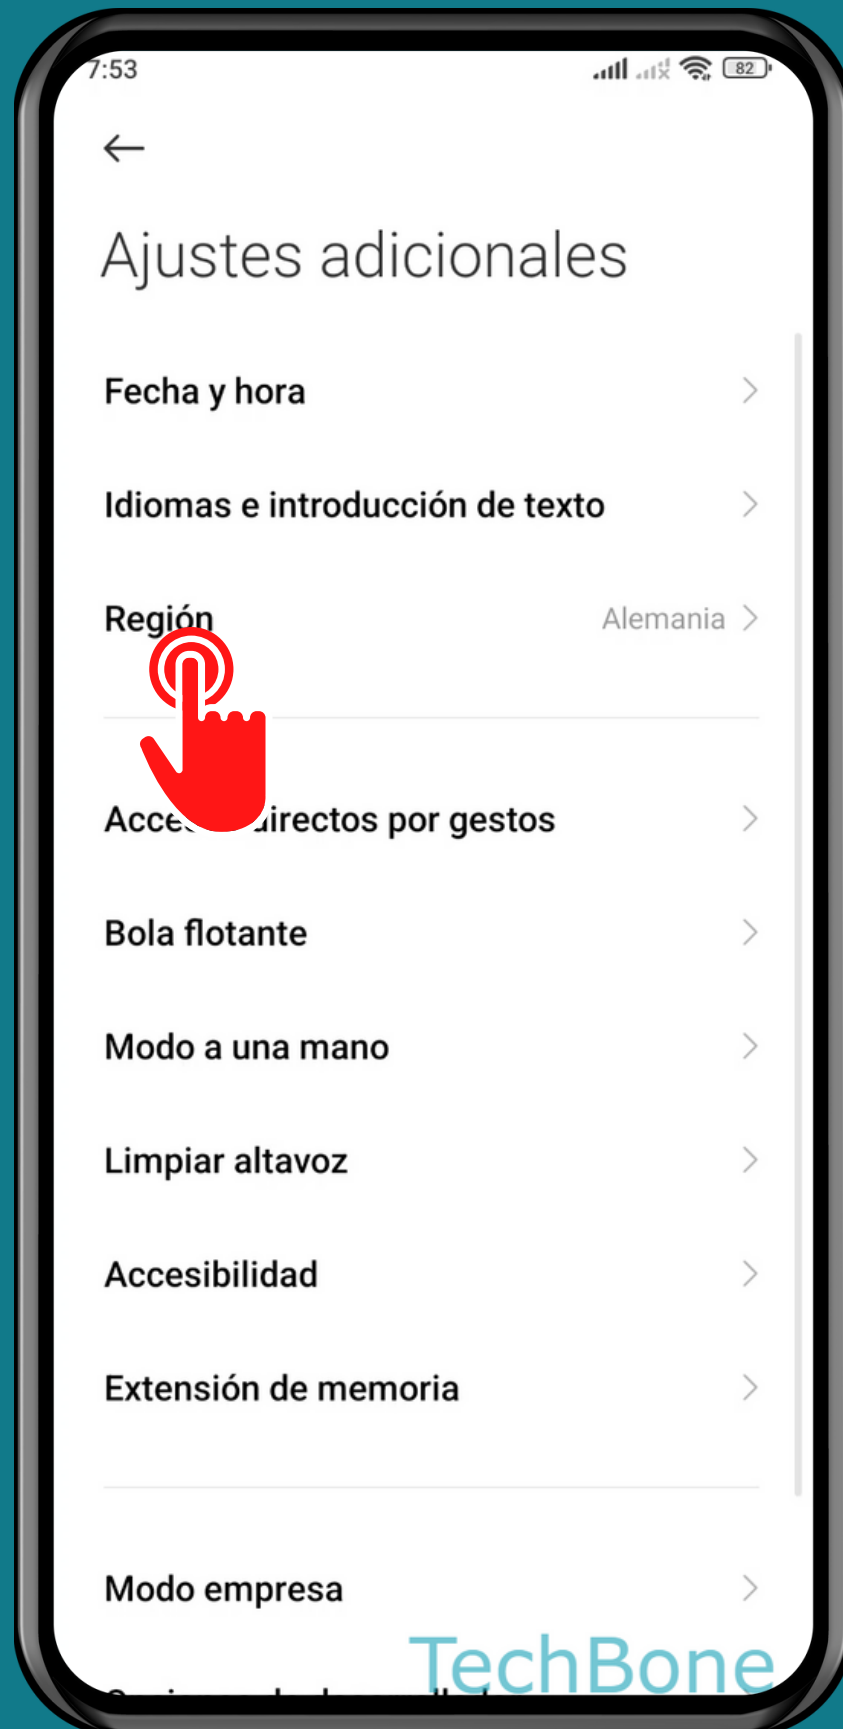 7:53
82
Ajustes adicionales
Fecha y hora
Idiomas e introducción de texto
Región
Alemania
directos por gestos
Bola flotante
Modo a una mano
Limpiar altavoz
Accesibilidad
Extensión de memoria
Modo empresa
TechBone